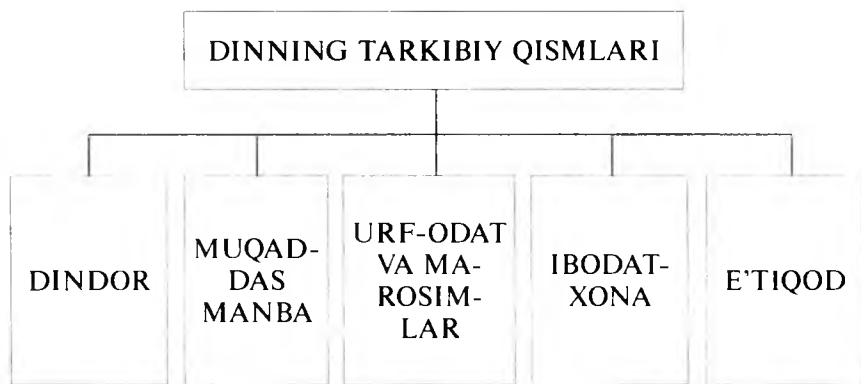 DINNING TARKIBIY QISMLARI
DINDOR
MUQAD-
DAS
MANBA
URF-ODAT
VA MA-
ROSIM-
LAR
IBODAT-
XONA
E'TIQOD